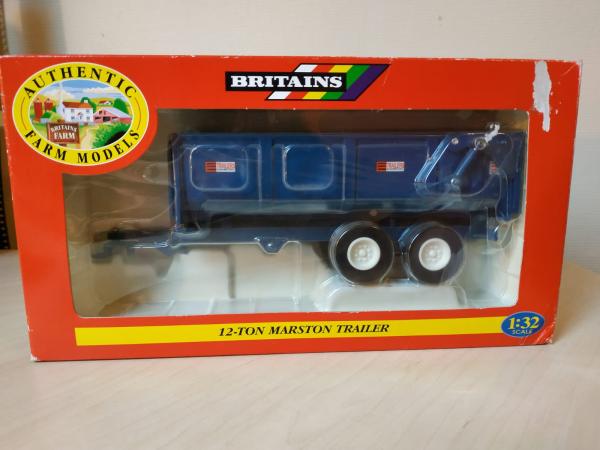 AUTHENTIC
FARM MODELS
BRITAINS
FARM
BRITAINS
12-TON MARSTON TRAILER
1:32
SCALE